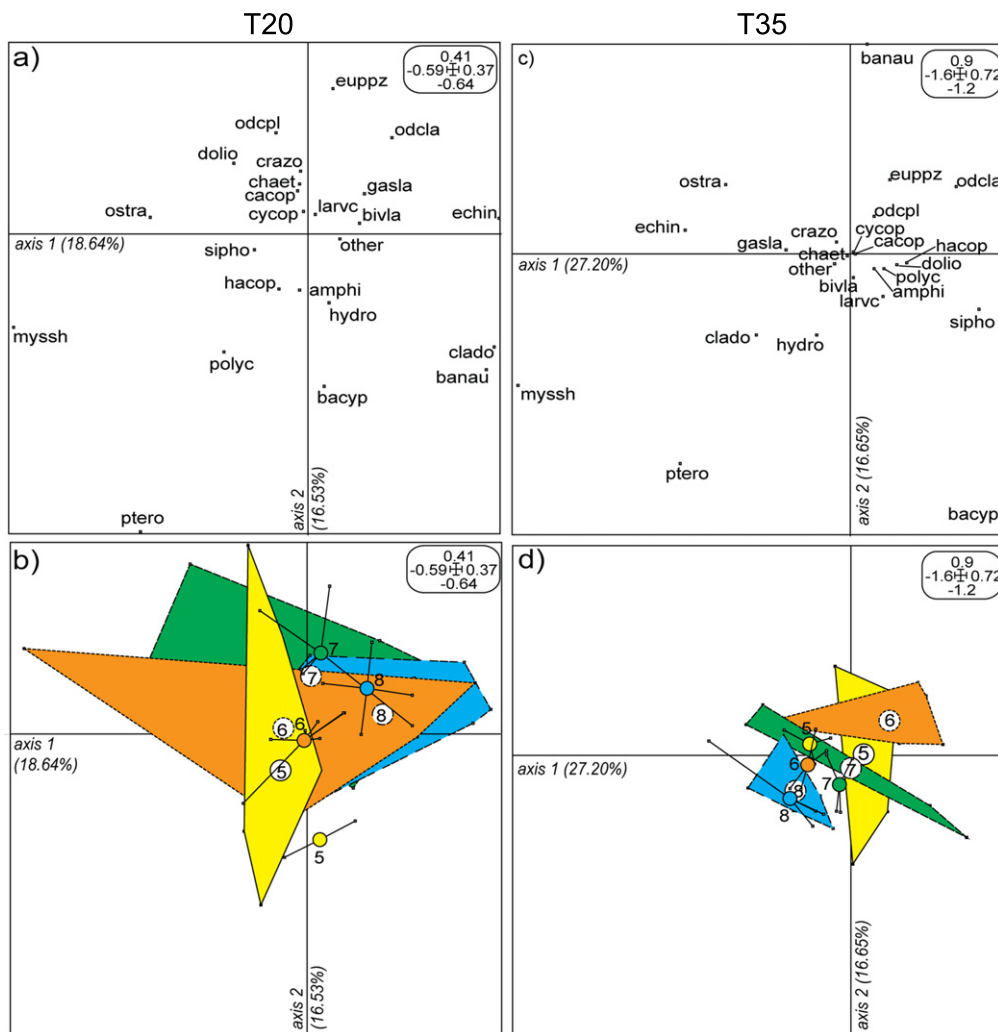 T20
T35
a)
0.41
-0.59 0.37
-0.64
euppz
odcpl
odcla
dolio
crazo
chaet
cacop
gasla
ostra
cycop
larvc
bivla
echin
axis 1 (18.64%)
other
sipho
hacop
amphi
hydro
myssh
polyc
clado
banau
bacyp
axis 2
(16.53%)
ptero
c)
0.9
-1.6 0.72
-1.2
banau
ostra
euppz
odcla
odcpl
echin
crazo
cycop
cacop
hacop
gasla
chaet
axis 1 (27.20%)
other
dolio
polyc
bivla
amphi
larvc
sipho
clado
hydro
myssh
ptero
axis 2 (16.65%)
bacyp
b)
0.41
-0.59 0.37
-0.64
7
7
8
8
6
6
axis 1
(18.64%)
5
5
axis 2
(16.53%)
d)
0.9
-1.6 0.72
-1.2
6
5
5
axis 1 (27.20%)
6
7
7
8
8
axis 2 (16.65%)